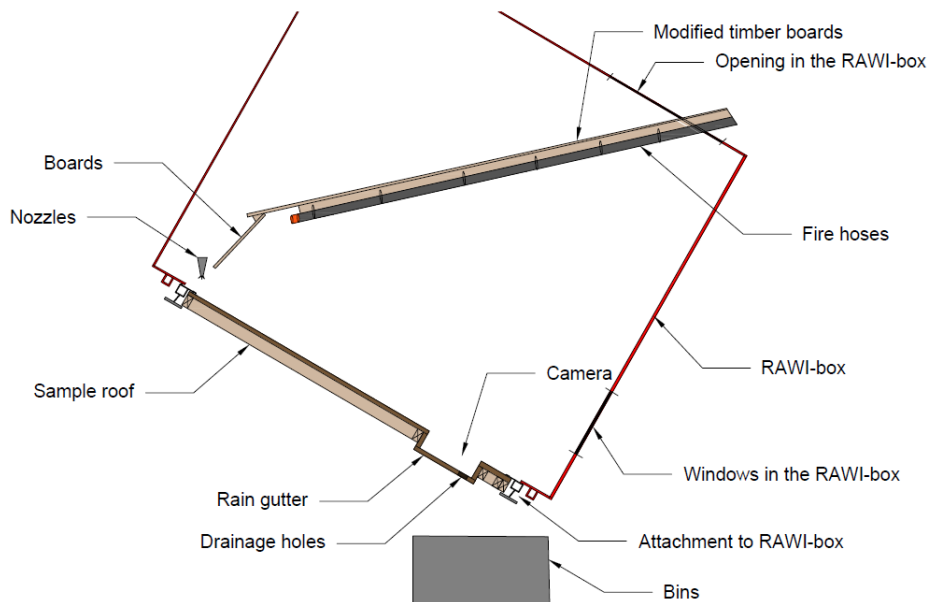 Modified timber boards
Opening in the RAWI-box
Boards
Nozzles
Fire hoses
RAWI-box
Camera
Sample roof
Windows in the RAWI-box
Rain gutter
Drainage holes
Attachment to RAWI-box
Bins